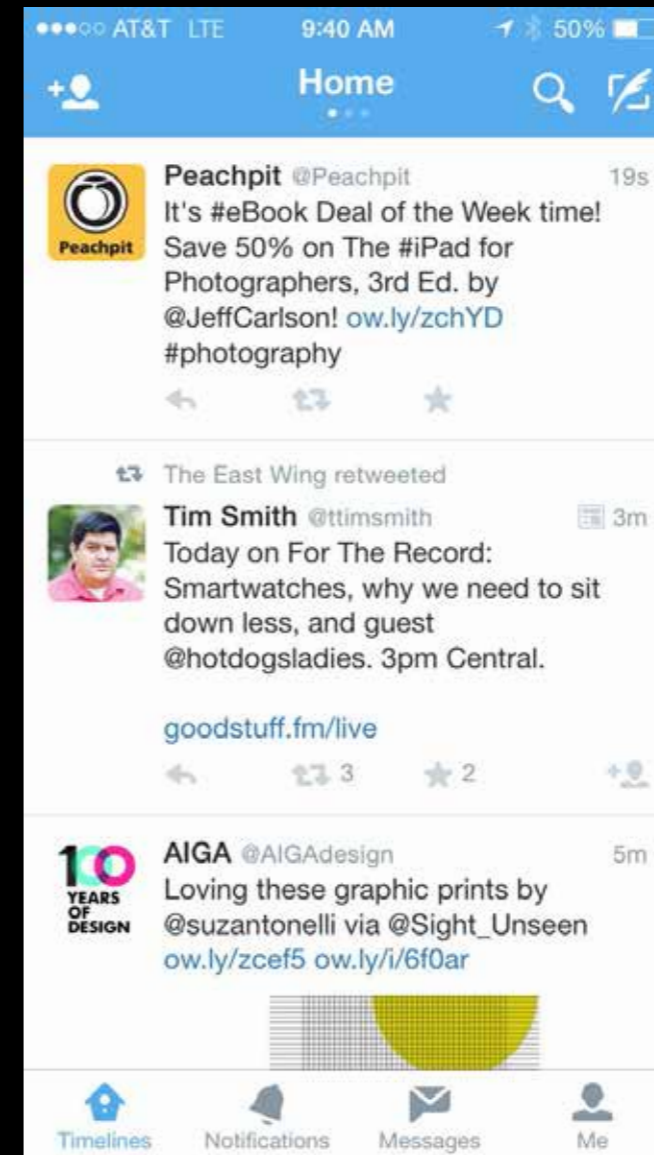 AT&T LTE 9:40 AM 50%
Home
Peachpit @Peachpit 19s
It's #eBook Deal of the Week time!
Save 50% on The #iPad for
Photographers, 3rd Ed. by
@JeffCarlson! ow.ly/zchYD
#photography
Peachpit
The East Wing retweeted
Tim Smith @ttimsmith 3m
Today on For The Record:
Smartwatches, why we need to sit
down less, and guest
@hotdogsladies. 3pm Central.
goodstuff.fm/live
3 2
100
YEARS
OF
DESIGN
AIGA @AIGAdesign 5m
Loving these graphic prints by
@suzantonelli via @Sight_Unseen
ow.ly/zcef5 ow.ly/i/6f0ar
Timelines Notifications Messages Me